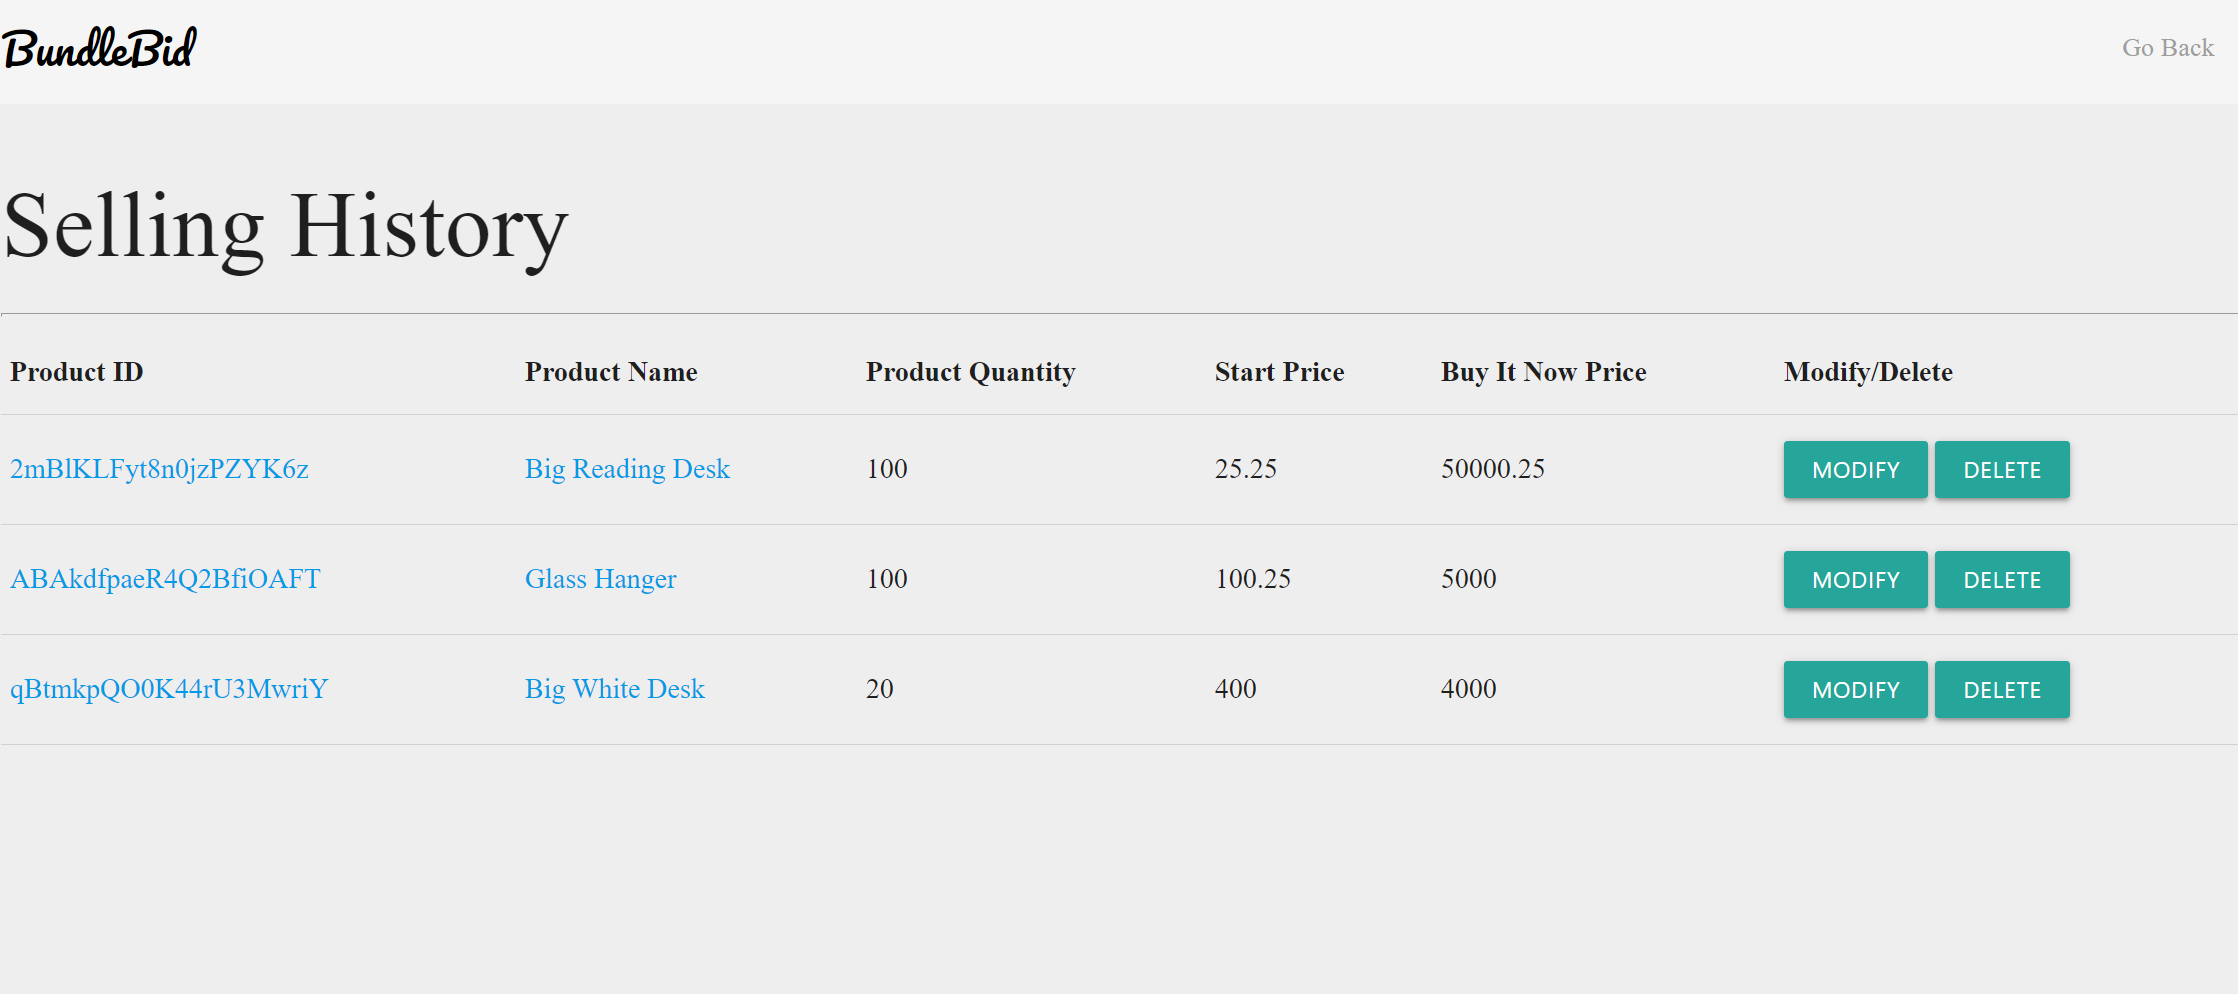 BundleBid Go Back
Selling History
Product ID Product Name Product Quantity Start Price Buy It Now Price Modify/Delete
2mBlKLFyt8n0jzPZYK6z Big Reading Desk 100 25.25 50000.25 MODIFY DELETE
ABAkdfpaeR4Q2BfiOAFT Glass Hanger 100 100.25 5000 MODIFY DELETE
qBtmkpQO0K44rU3MwriY Big White Desk 20 400 4000 MODIFY DELETE